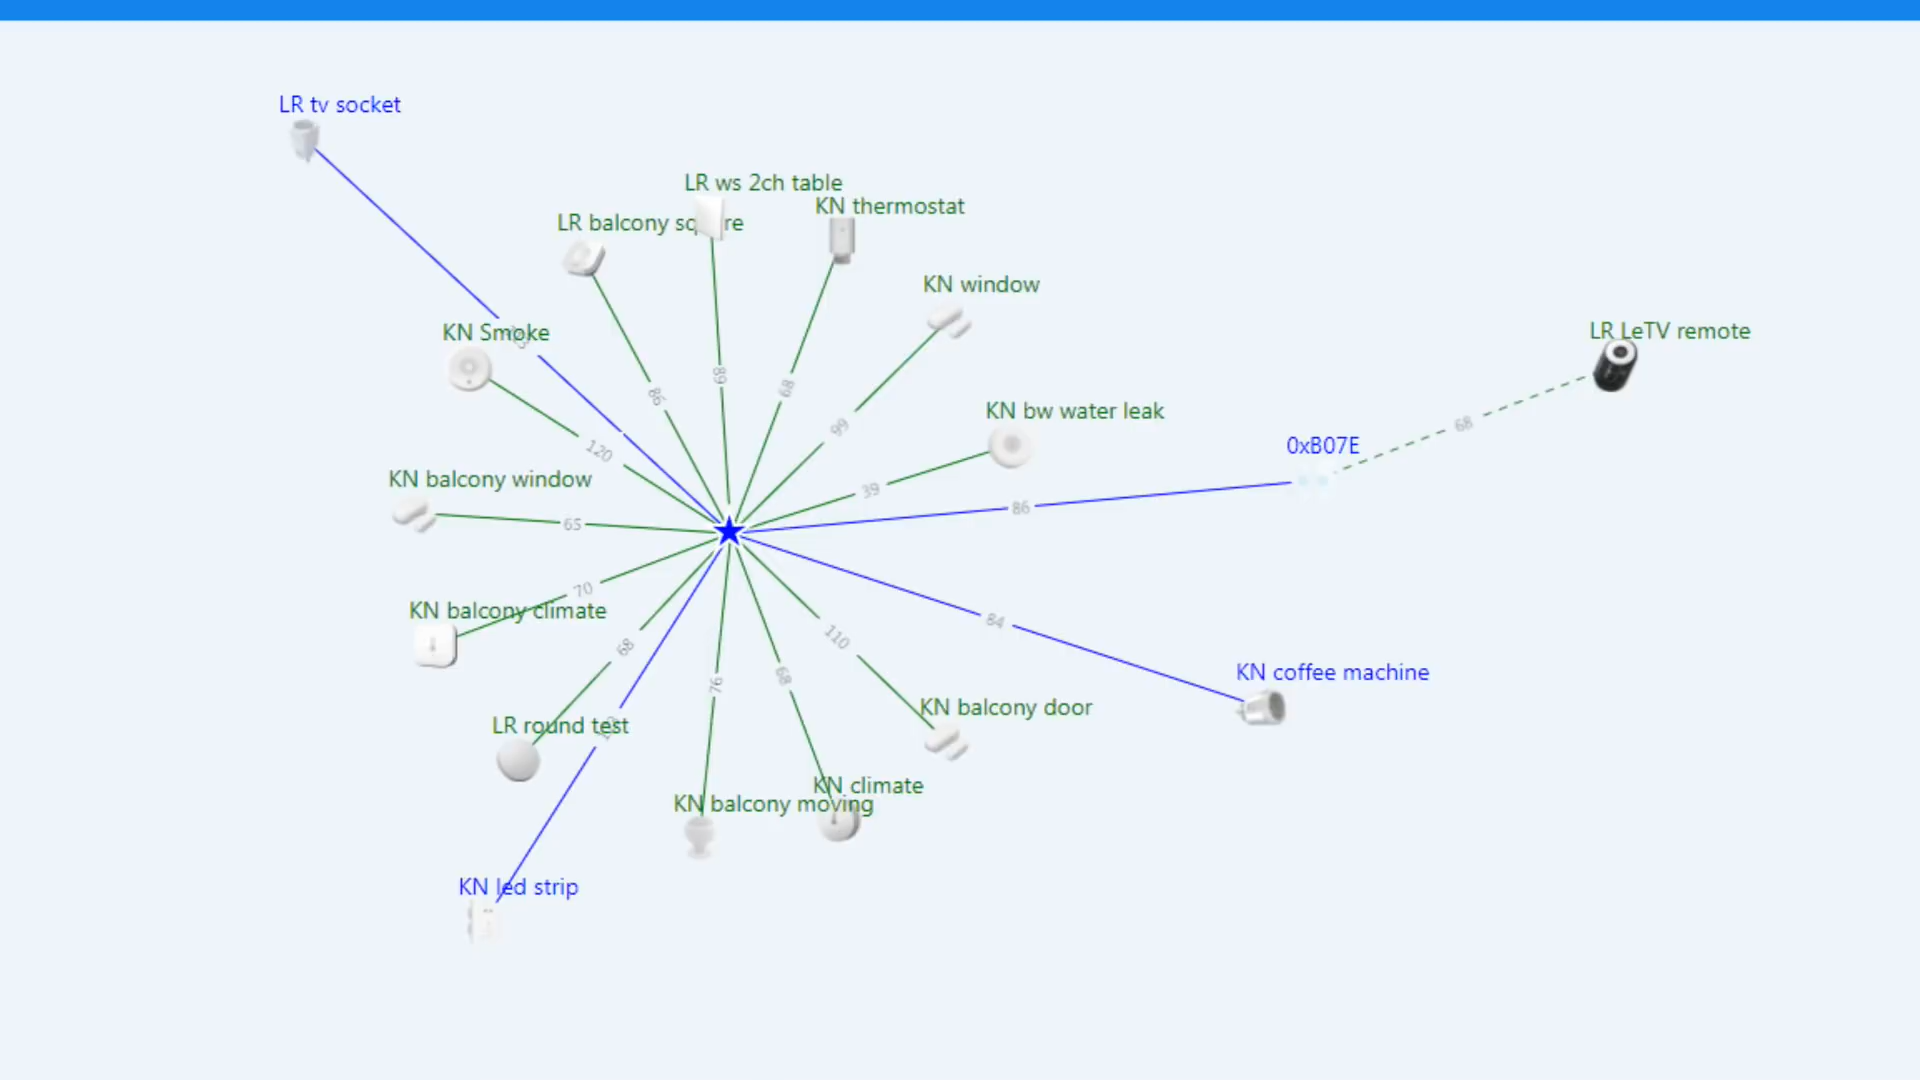 LR tv socket
LR ws 2ch table
KN thermostat
LR balcony
KN window
KN Smoke
LR LeTV remote
89
68
86
KN bw water leak
68
99
0xB07E
120
KN balcony window
39
86
65
70
KN balcony climate
84
110
68
KN coffee machine
68
76
KN balcony door
LR round test
KN climate
KN balcony moving
KN led strip